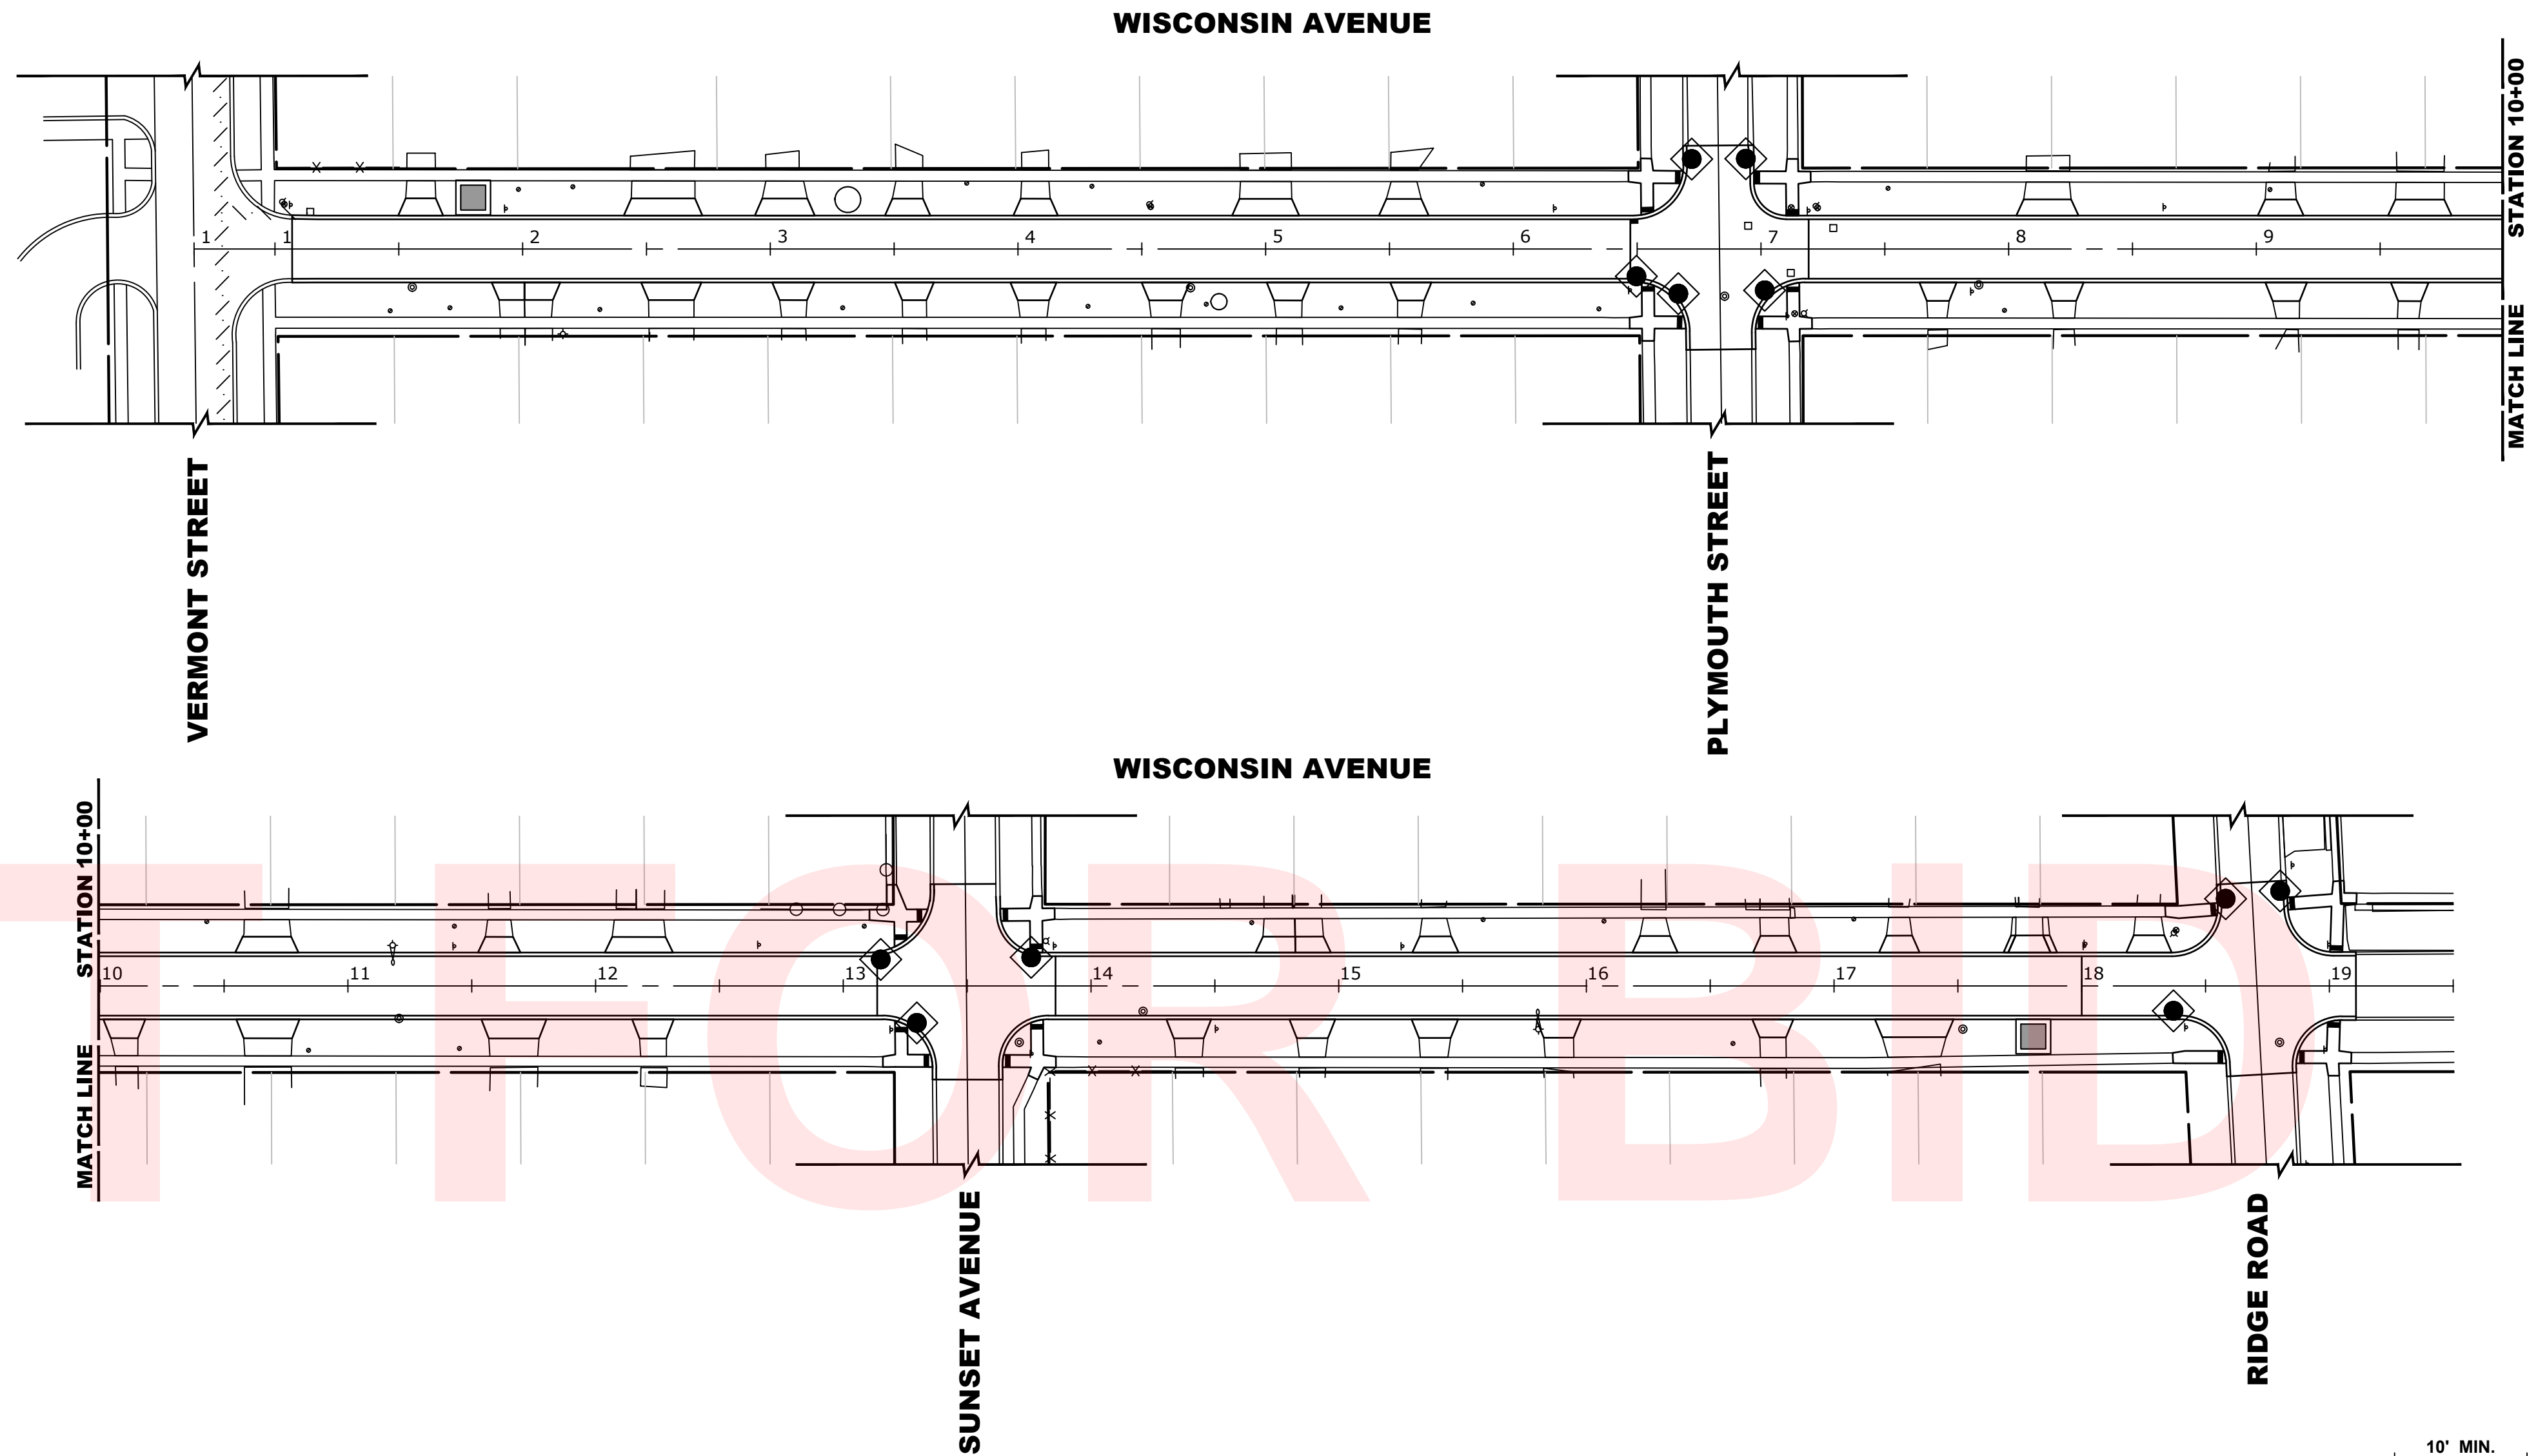 WISCONSIN AVENUE
STATION 10+00
1 1 2 3 4 5 6 7 8 9
MATCH LINE
VERMONT STREET
PLYMOUTH STREET
WISCONSIN AVENUE
STATION 10+00
10 11 12 13 14 15 16 17 18 19
MATCH LINE
T FOR BID
SUNSET AVENUE
RIDGE ROAD
10' MIN.